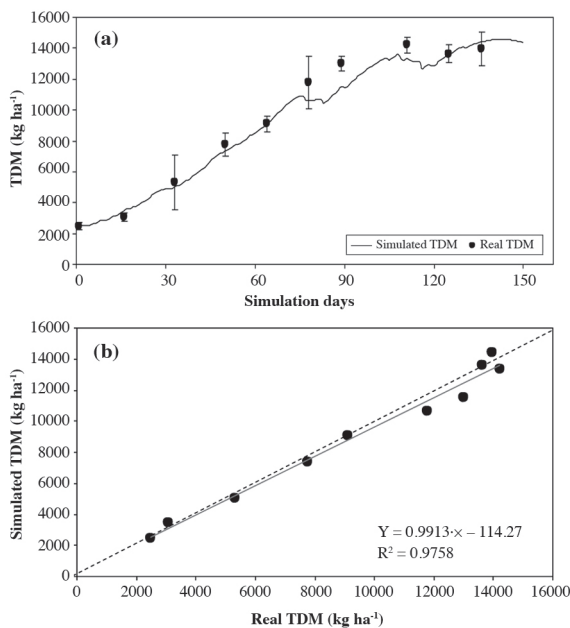 (a)
TDM (kg ha⁻¹)
16000
14000
12000
10000
8000
6000
4000
2000
0
0 30 60 90 120 150
Simulated TDM Real TDM
Simulation days
(b)
Simulated TDM (kg ha⁻¹)
16000
14000
12000
10000
8000
6000
4000
2000
0
Y = 0.9913·x – 114.27
R² = 0.9758
0 2000 4000 6000 8000 10000 12000 14000 16000
Real TDM (kg ha⁻¹)